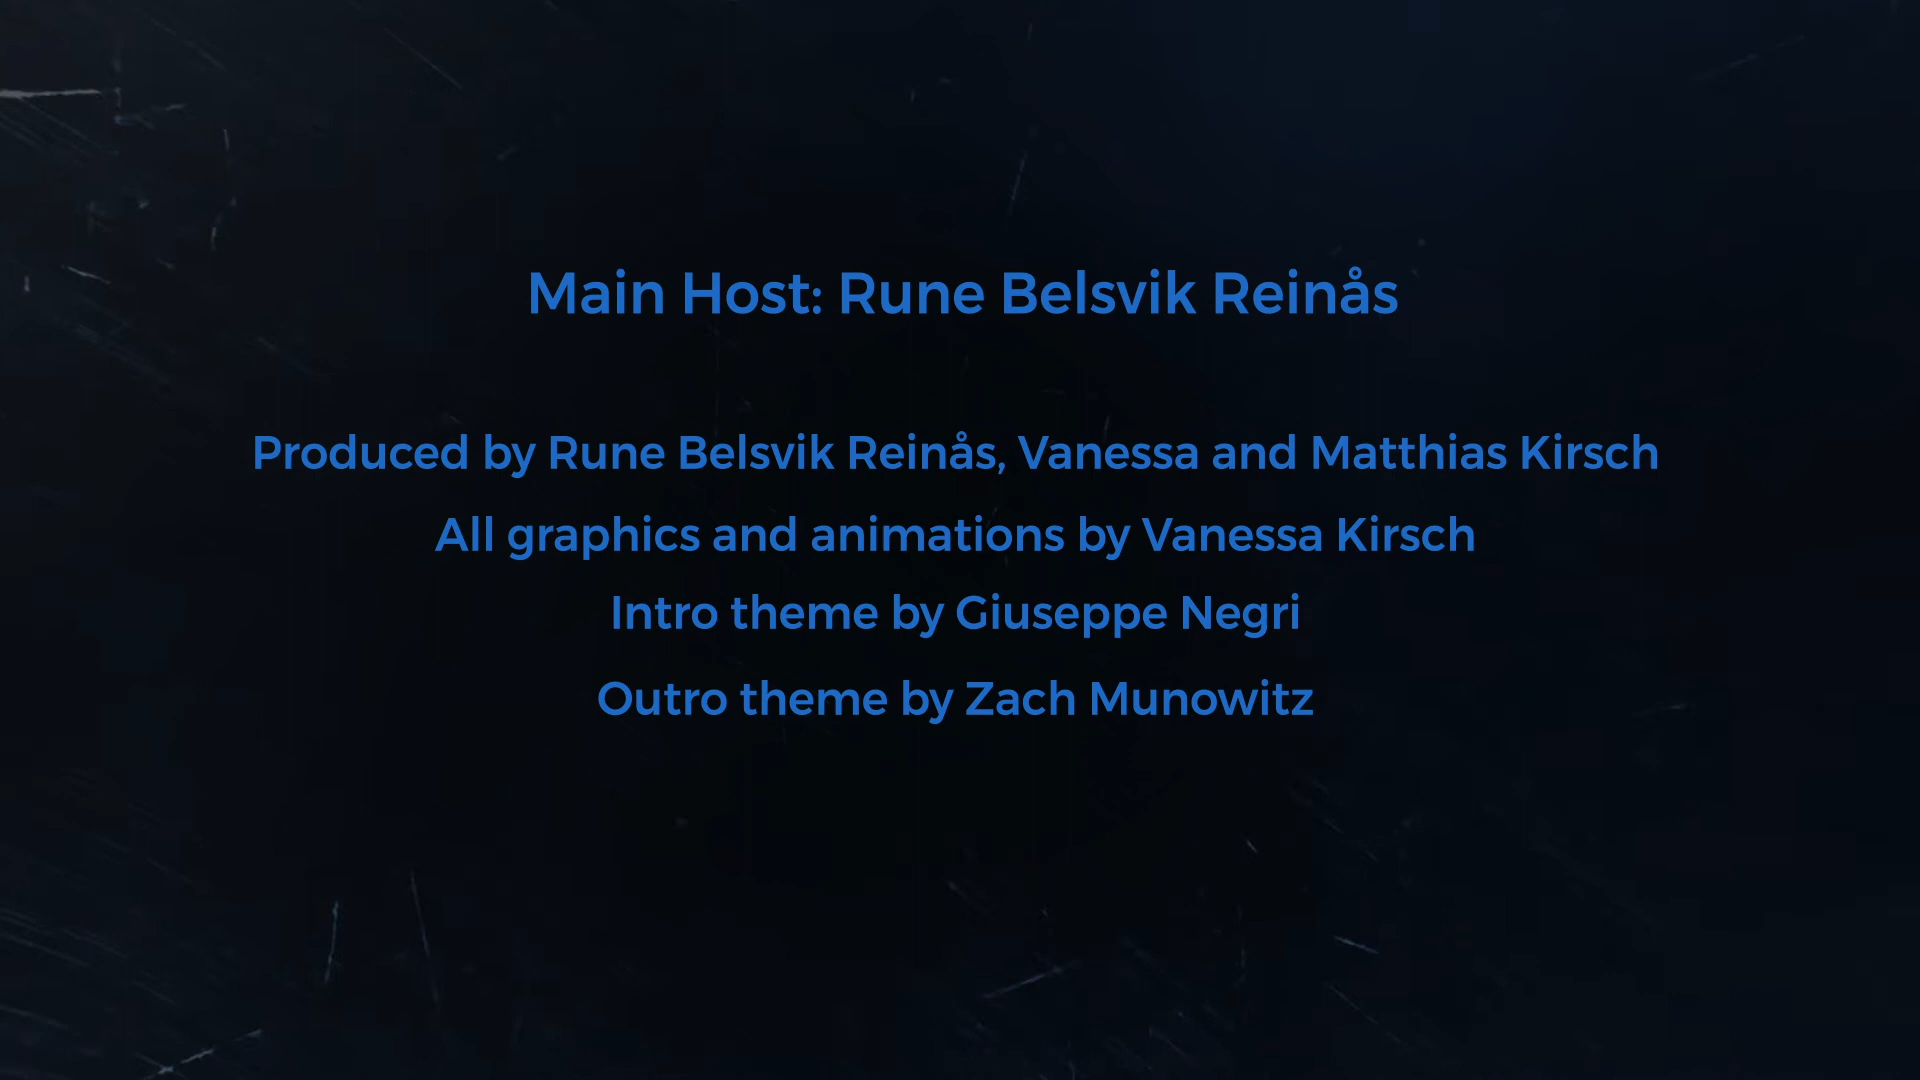 Main Host: Rune Belsvik Reinås
Produced by Rune Belsvik Reinås, Vanessa and Matthias Kirsch
All graphics and animations by Vanessa Kirsch
Intro theme by Giuseppe Negri
Outro theme by Zach Munowitz